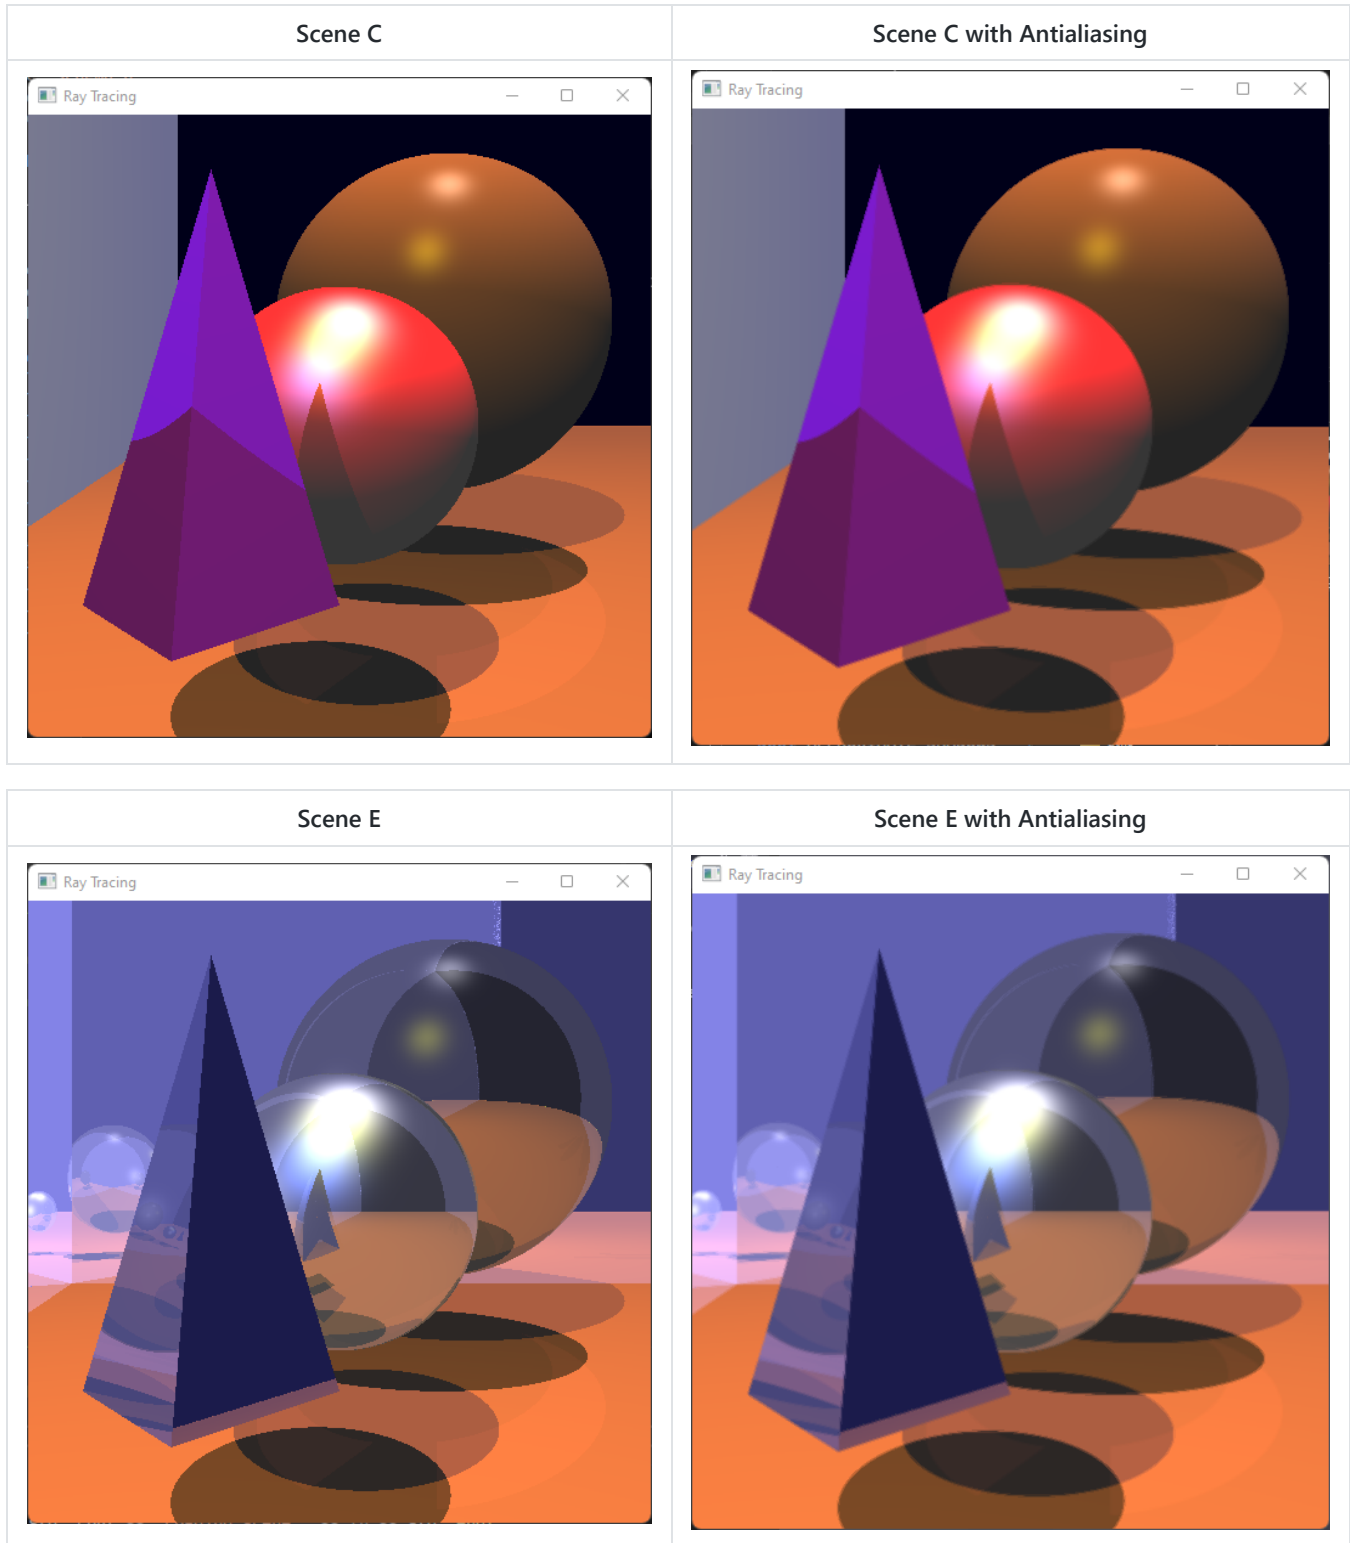 Scene C
Scene C with Antialiasing
Ray Tracing
Ray Tracing
Scene E
Scene E with Antialiasing
Ray Tracing
Ray Tracing